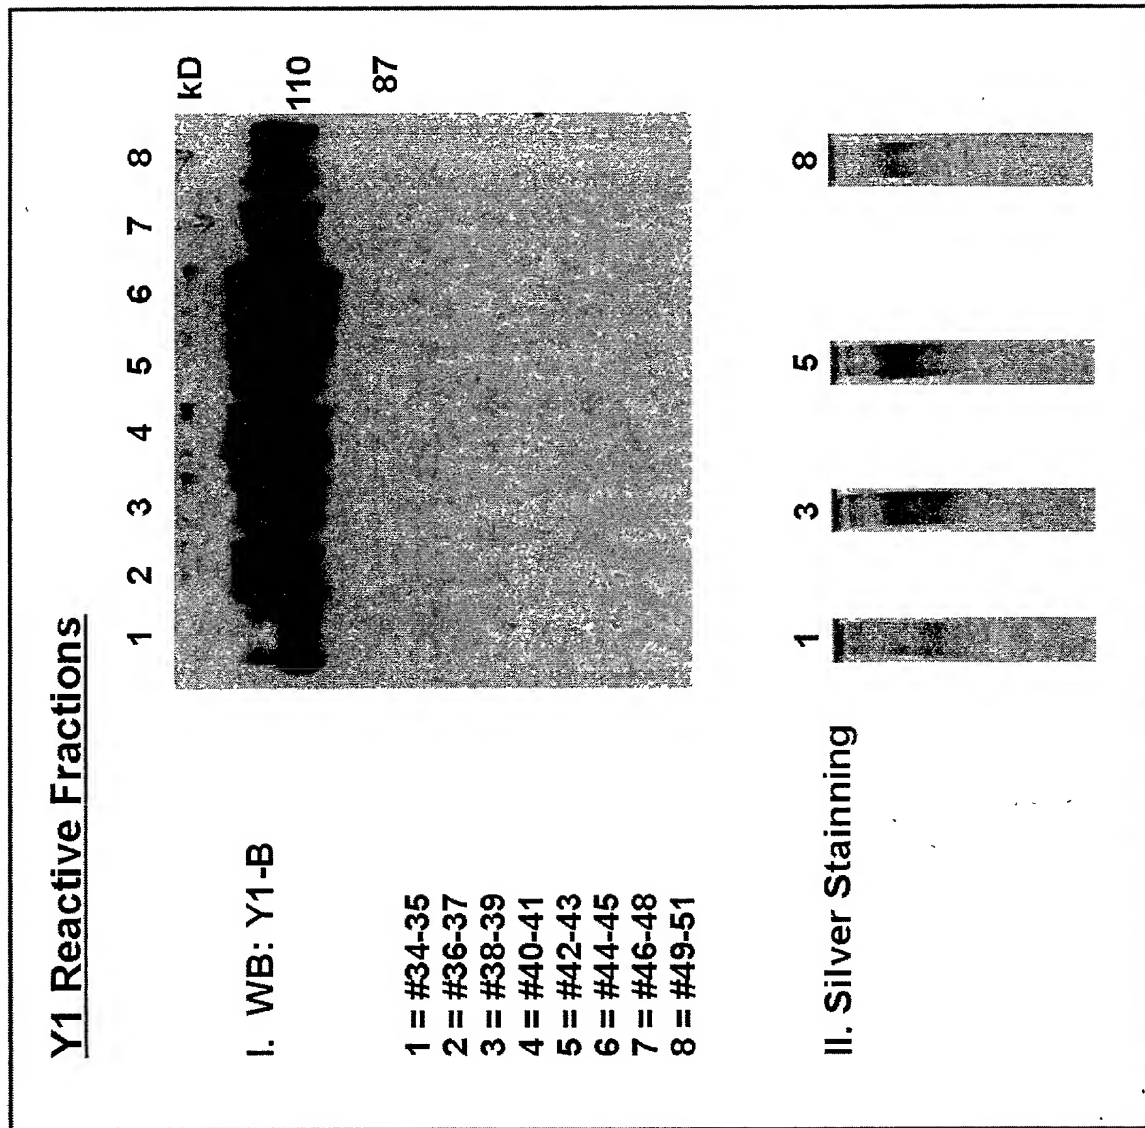 Y1 Reactive Fractions
I. WB: Y1-B
1 2 3 4 5 6 7 8
kD
110
87
1 = #34-35
2 = #36-37
3 = #38-39
4 = #40-41
5 = #42-43
6 = #44-45
7 = #46-48
8 = #49-51
II. Silver Stainning
1 3 5 8